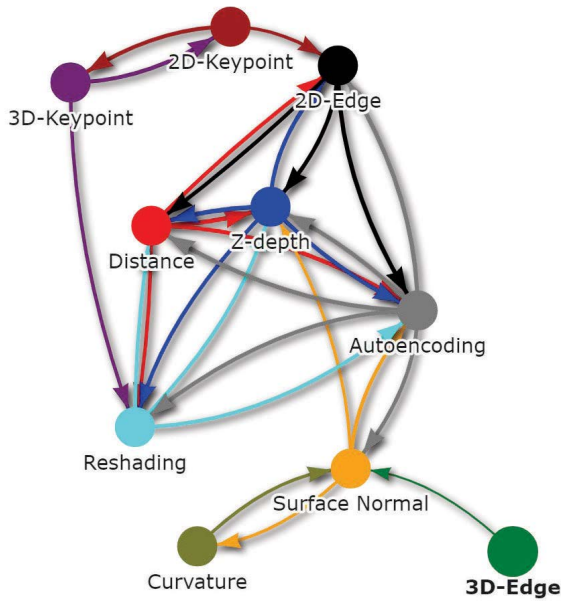 2D-Keypoint
2D-Edge
3D-Keypoint
Z-depth
Distance
Autoencoding
Reshading
Surface Normal
Curvature
3D-Edge